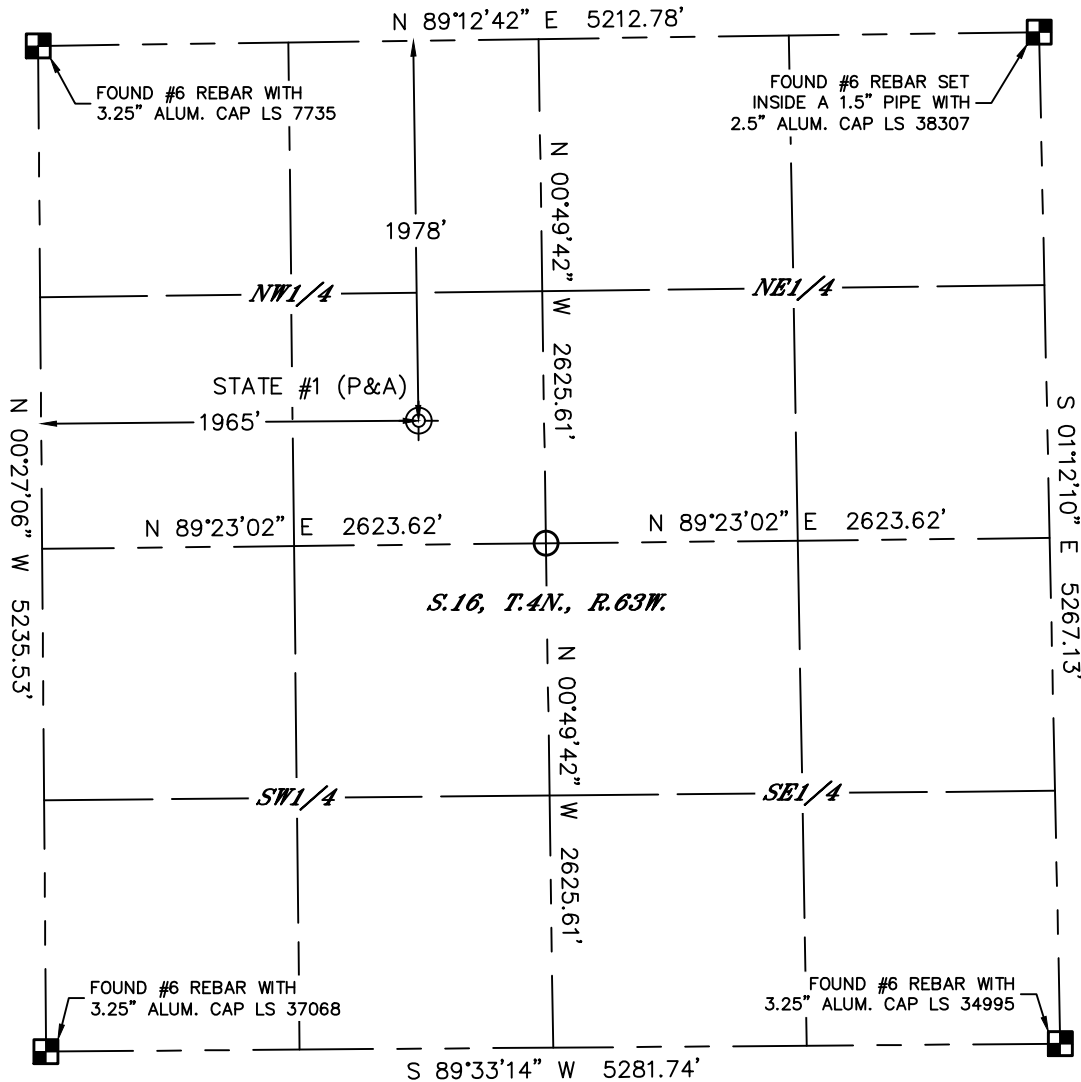 N 89°12'42" E 5212.78'
FOUND #6 REBAR WITH
3.25" ALUM. CAP LS 7735
FOUND #6 REBAR SET
INSIDE A 1.5" PIPE WITH
2.5" ALUM. CAP LS 38307
N 00°49'42" W 2625.61'
1978'
NW1/4
NE1/4
STATE #1 (P&A)
1965'
N 00°27'06" W 5235.53'
S 01°12'10" E 5267.13'
N 89°23'02" E 2623.62'
N 89°23'02" E 2623.62'
S.16, T.4N., R.63W.
N 00°49'42" W 2625.61'
SW1/4
SE1/4
FOUND #6 REBAR WITH
3.25" ALUM. CAP LS 37068
FOUND #6 REBAR WITH
3.25" ALUM. CAP LS 34995
S 89°33'14" W 5281.74'